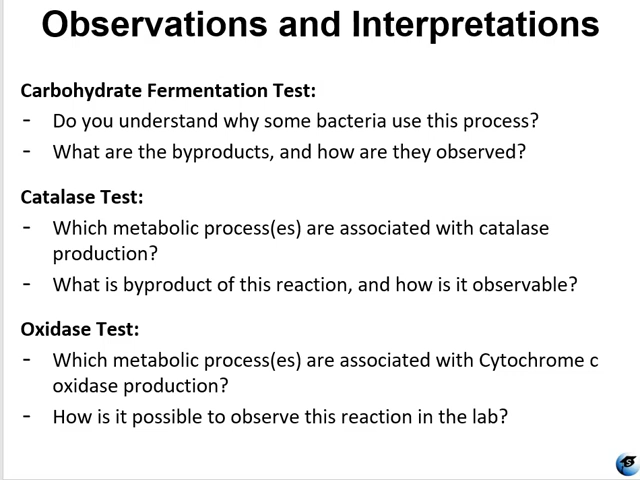 Observations and Interpretations
Carbohydrate Fermentation Test:
- Do you understand why some bacteria use this process?
- What are the byproducts, and how are they observed?
Catalase Test:
- Which metabolic process(es) are associated with catalase
production?
- What is byproduct of this reaction, and how is it observable?
Oxidase Test:
- Which metabolic process(es) are associated with Cytochrome c
oxidase production?
- How is it possible to observe this reaction in the lab?